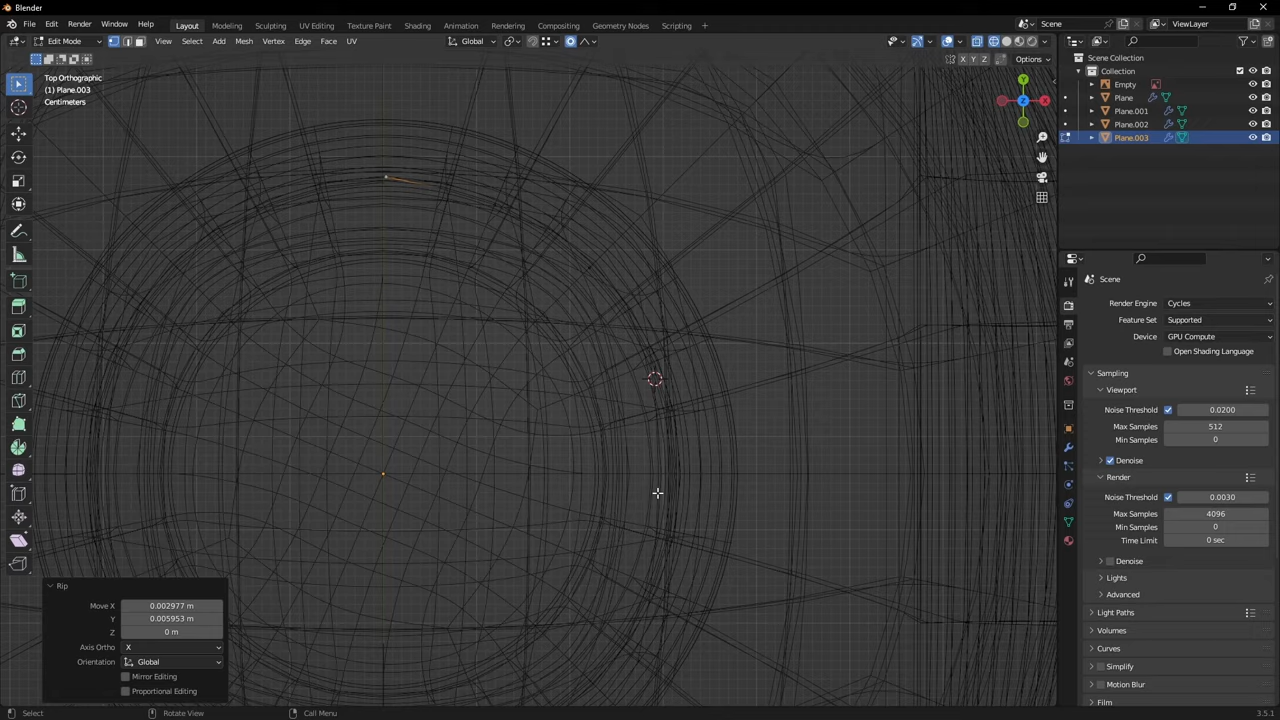 Blender
File Edit Render Window Help Layout Modeling Sculpting UV Editing Texture Paint Shading Animation Rendering Compositing Geometry Nodes Scripting + Scene ViewLayer
Edit Mode View Select Add Mesh Vertex Edge Face UV Global
X Y Z Options
Top Orthographic
(1) Plane.003
Centimeters
Y
Z
X
Scene Collection
Collection
Empty
Plane
Plane.001
Plane.002
Plane.003
Scene
Render Engine Cycles
Feature Set Supported
Device GPU Compute
Open Shading Language
Sampling
Viewport
Noise Threshold 0.0200
Max Samples 512
Min Samples 0
Denoise
Render
Noise Threshold 0.0030
Max Samples 4096
Min Samples 0
Time Limit 0 sec
Denoise
Lights
Advanced
Light Paths
Volumes
Curves
Simplify
Motion Blur
Film
Rip
Move X 0.002977 m
Y 0.005953 m
Z 0 m
Axis Ortho X
Orientation Global
Mirror Editing
Proportional Editing
Select Rotate View Call Menu 3.5.1